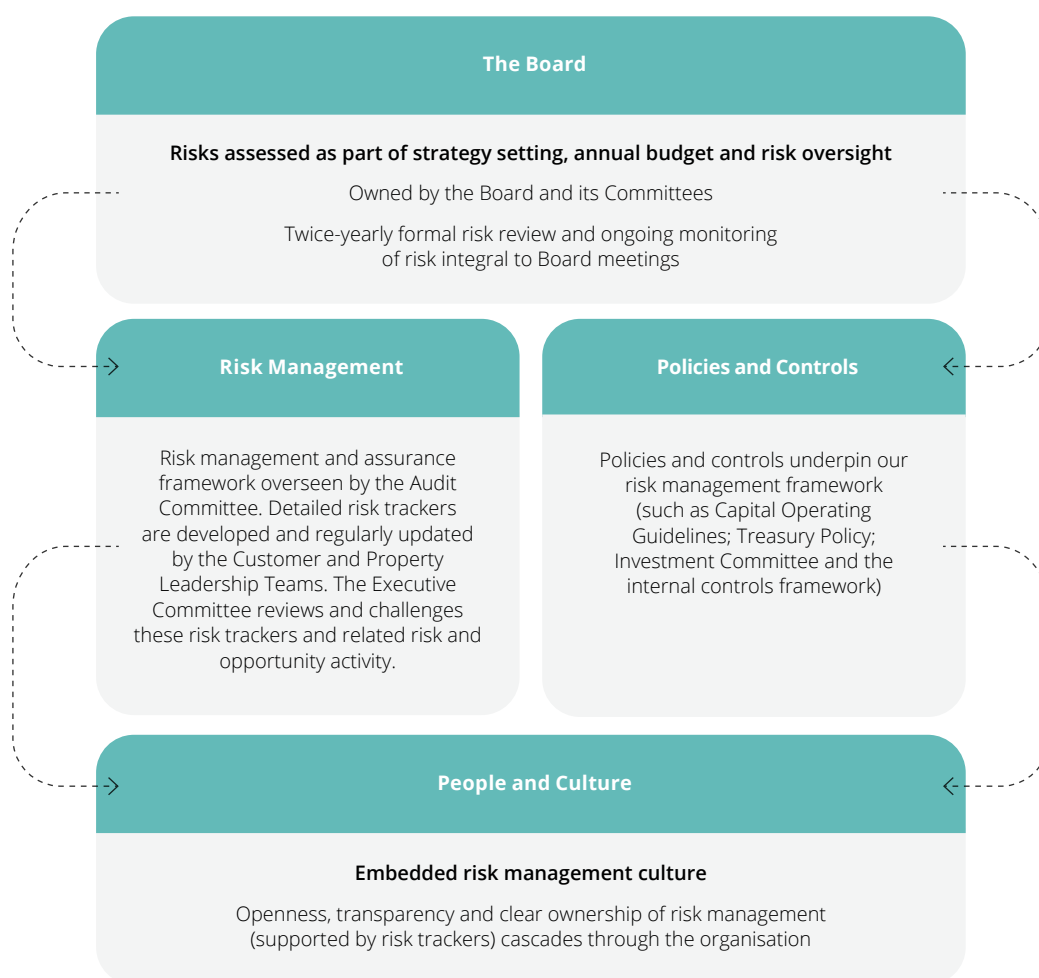 The Board
Risks assessed as part of strategy setting, annual budget and risk oversight
Owned by the Board and its Committees
Twice-yearly formal risk review and ongoing monitoring
of risk integral to Board meetings
Risk Management
Risk management and assurance
framework overseen by the Audit
Committee. Detailed risk trackers
are developed and regularly updated
by the Customer and Property
Leadership Teams. The Executive
Committee reviews and challenges
these risk trackers and related risk and
opportunity activity.
Policies and Controls
Policies and controls underpin our
risk management framework
(such as Capital Operating
Guidelines; Treasury Policy;
Investment Committee and the
internal controls framework)
People and Culture
Embedded risk management culture
Openness, transparency and clear ownership of risk management
(supported by risk trackers) cascades through the organisation